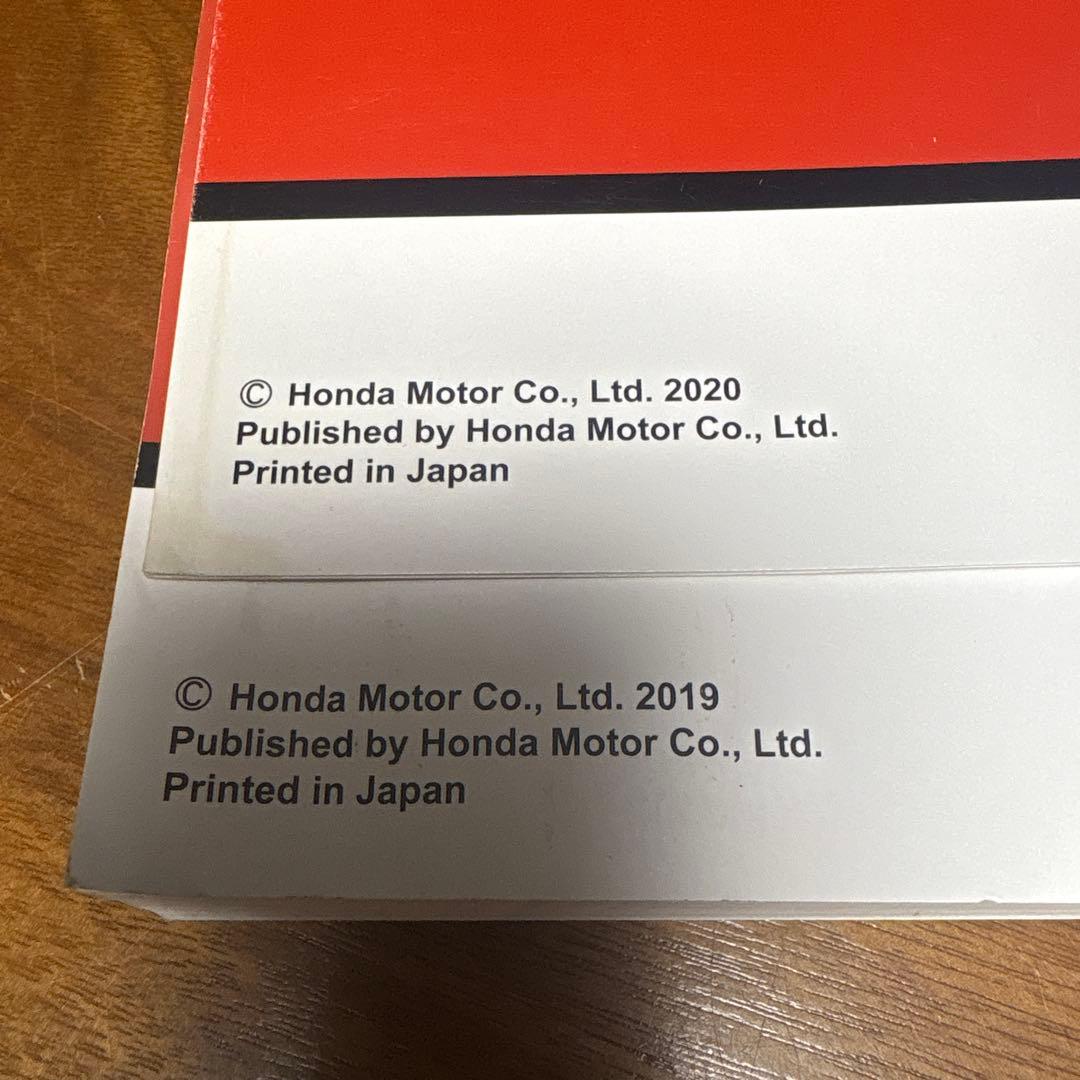 © Honda Motor Co., Ltd. 2020
Published by Honda Motor Co., Ltd.
Printed in Japan
© Honda Motor Co., Ltd. 2019
Published by Honda Motor Co., Ltd.
Printed in Japan